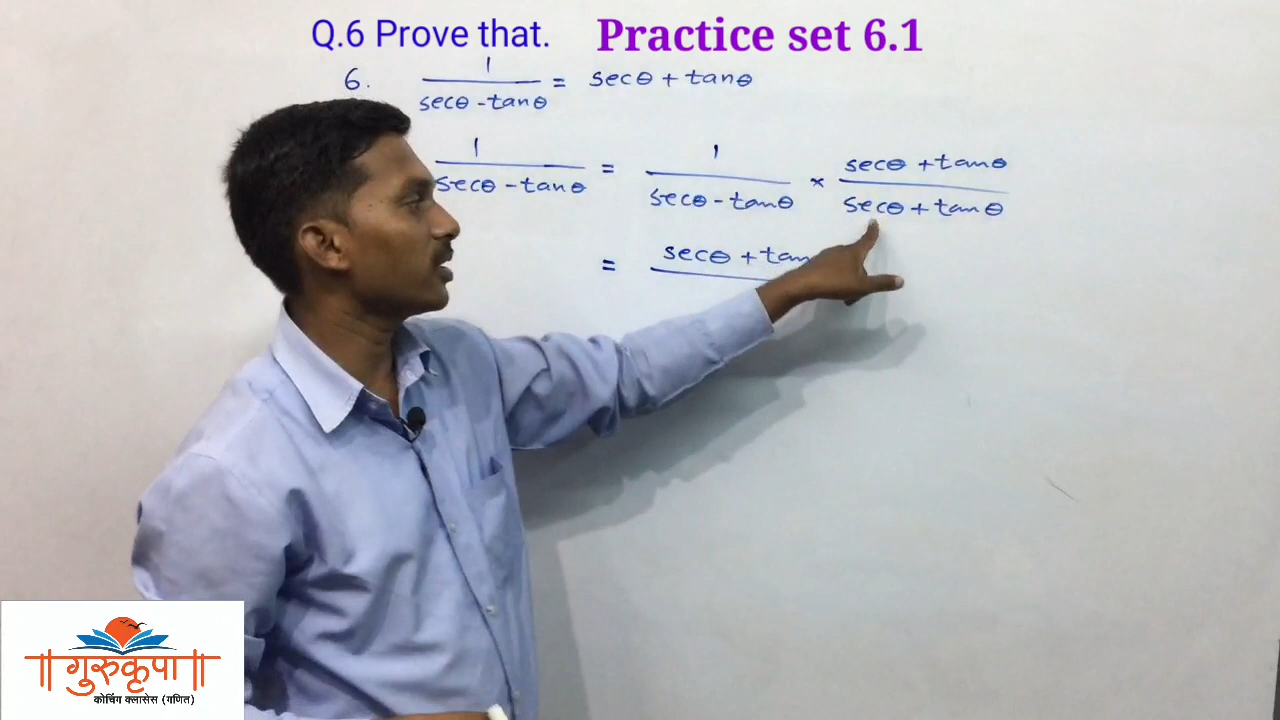 Q.6 Prove that. Practice set 6.1
6. 1/(secθ - tanθ) = secθ + tanθ
1/(secθ - tanθ) = 1/(secθ - tanθ) × (secθ + tanθ)/(secθ + tanθ)
= secθ + tan
॥गुरुकृपा॥
कोचिंग क्लासेस (गणित)